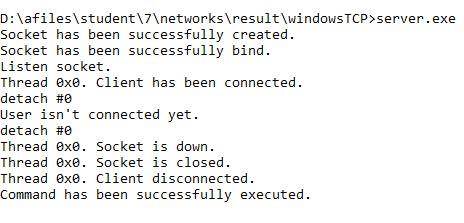 D:\afiles\student\7\networks\result\windowsTCP>server.exe
Socket has been successfully created.
Socket has been successfully bind.
Listen socket.
Thread 0x0. Client has been connected.
detach #0
User isn't connected yet.
detach #0
Thread 0x0. Socket is down.
Thread 0x0. Socket is closed.
Thread 0x0. Client disconnected.
Command has been successfully executed.